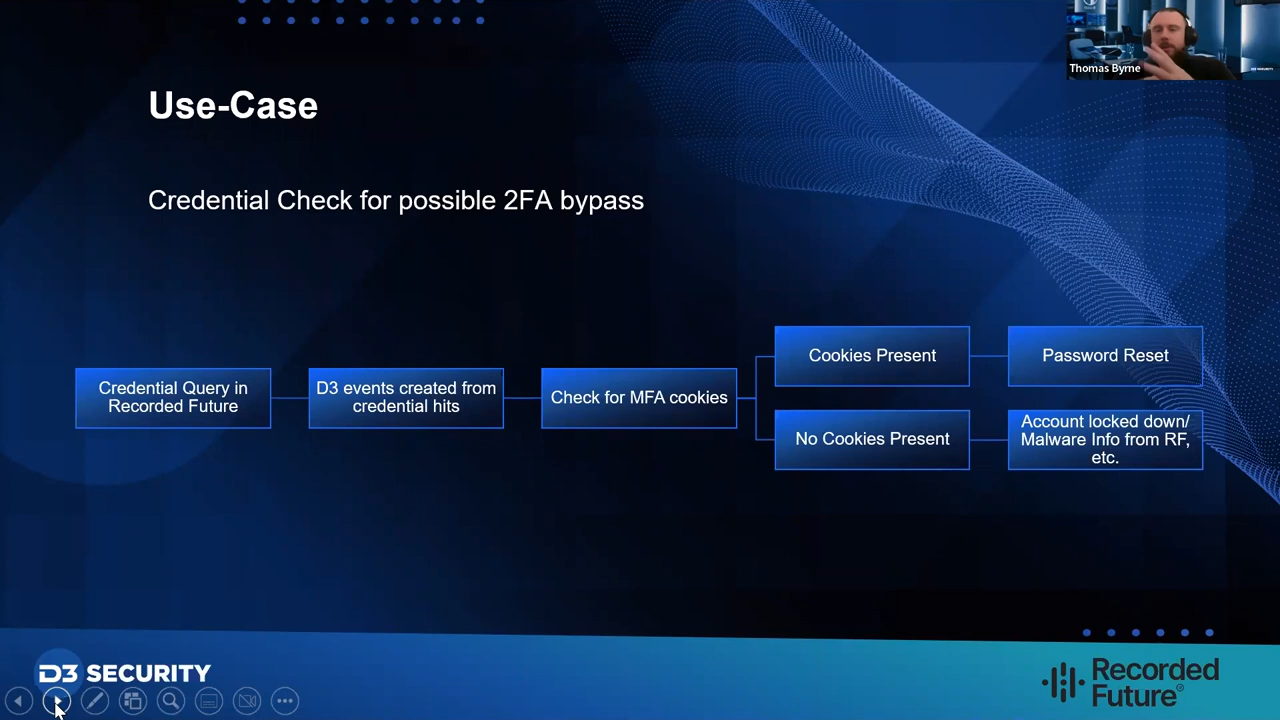 Thomas Byrne
Use-Case
Credential Check for possible 2FA bypass
Credential Query in
Recorded Future
D3 events created from
credential hits
Check for MFA cookies
Cookies Present
Password Reset
No Cookies Present
Account locked down/
Malware Info from RF,
etc.
D3 SECURITY
Recorded
Future®